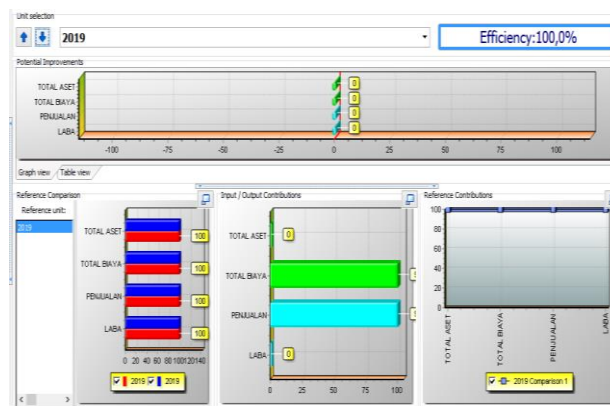 Unit selection
2019
Efficiency:100,0%
Potential Improvements
TOTAL ASET
TOTAL BIAYA
PENJUALAN
LABA
0
0
0
0
-100 -75 -50 -25 0 25 50 75 100
Graph view Table view
Reference Comparison
Reference unit:
2019
TOTAL ASET
TOTAL BIAYA
PENJUALAN
LABA
100
100
100
100
0 20 40 60 80 100120140
2019 2019
Input / Output Contributions
TOTAL ASET
TOTAL BIAYA
PENJUALAN
LABA
0
0
0 25 50 75 100
Reference Contributions
100
80
60
40
20
0
TOTAL ASET
TOTAL BIAYA
PENJUALAN
LABA
2019 Comparison 1